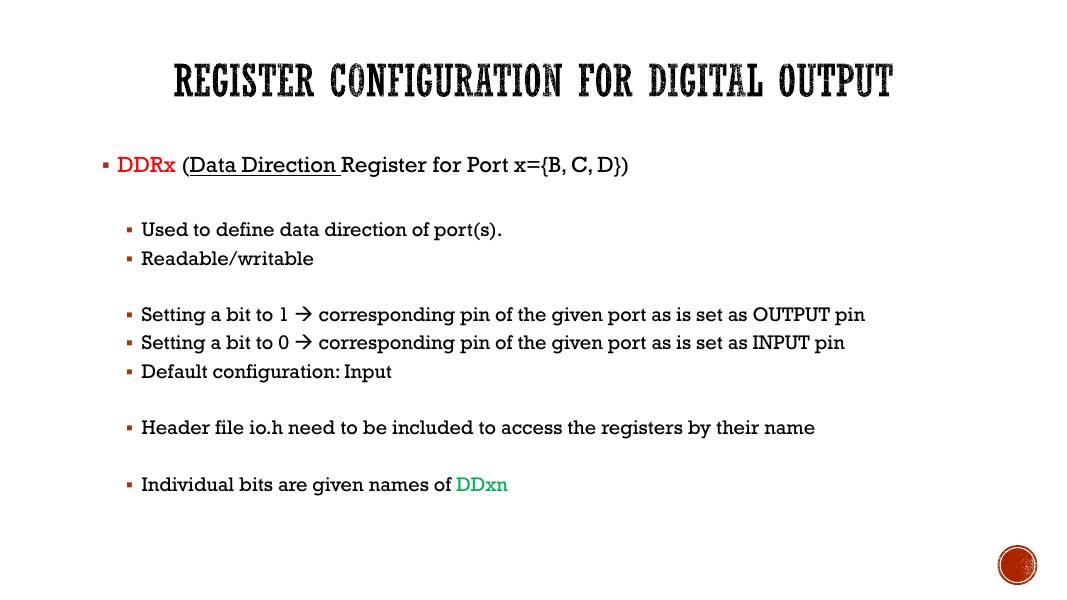 REGISTER CONFIGURATION FOR DIGITAL OUTPUT
▪ DDRx (Data Direction Register for Port x={B, C, D})
▪ Used to define data direction of port(s).
▪ Readable/writable
▪ Setting a bit to 1 → corresponding pin of the given port as is set as OUTPUT pin
▪ Setting a bit to 0 → corresponding pin of the given port as is set as INPUT pin
▪ Default configuration: Input
▪ Header file io.h need to be included to access the registers by their name
▪ Individual bits are given names of DDxn